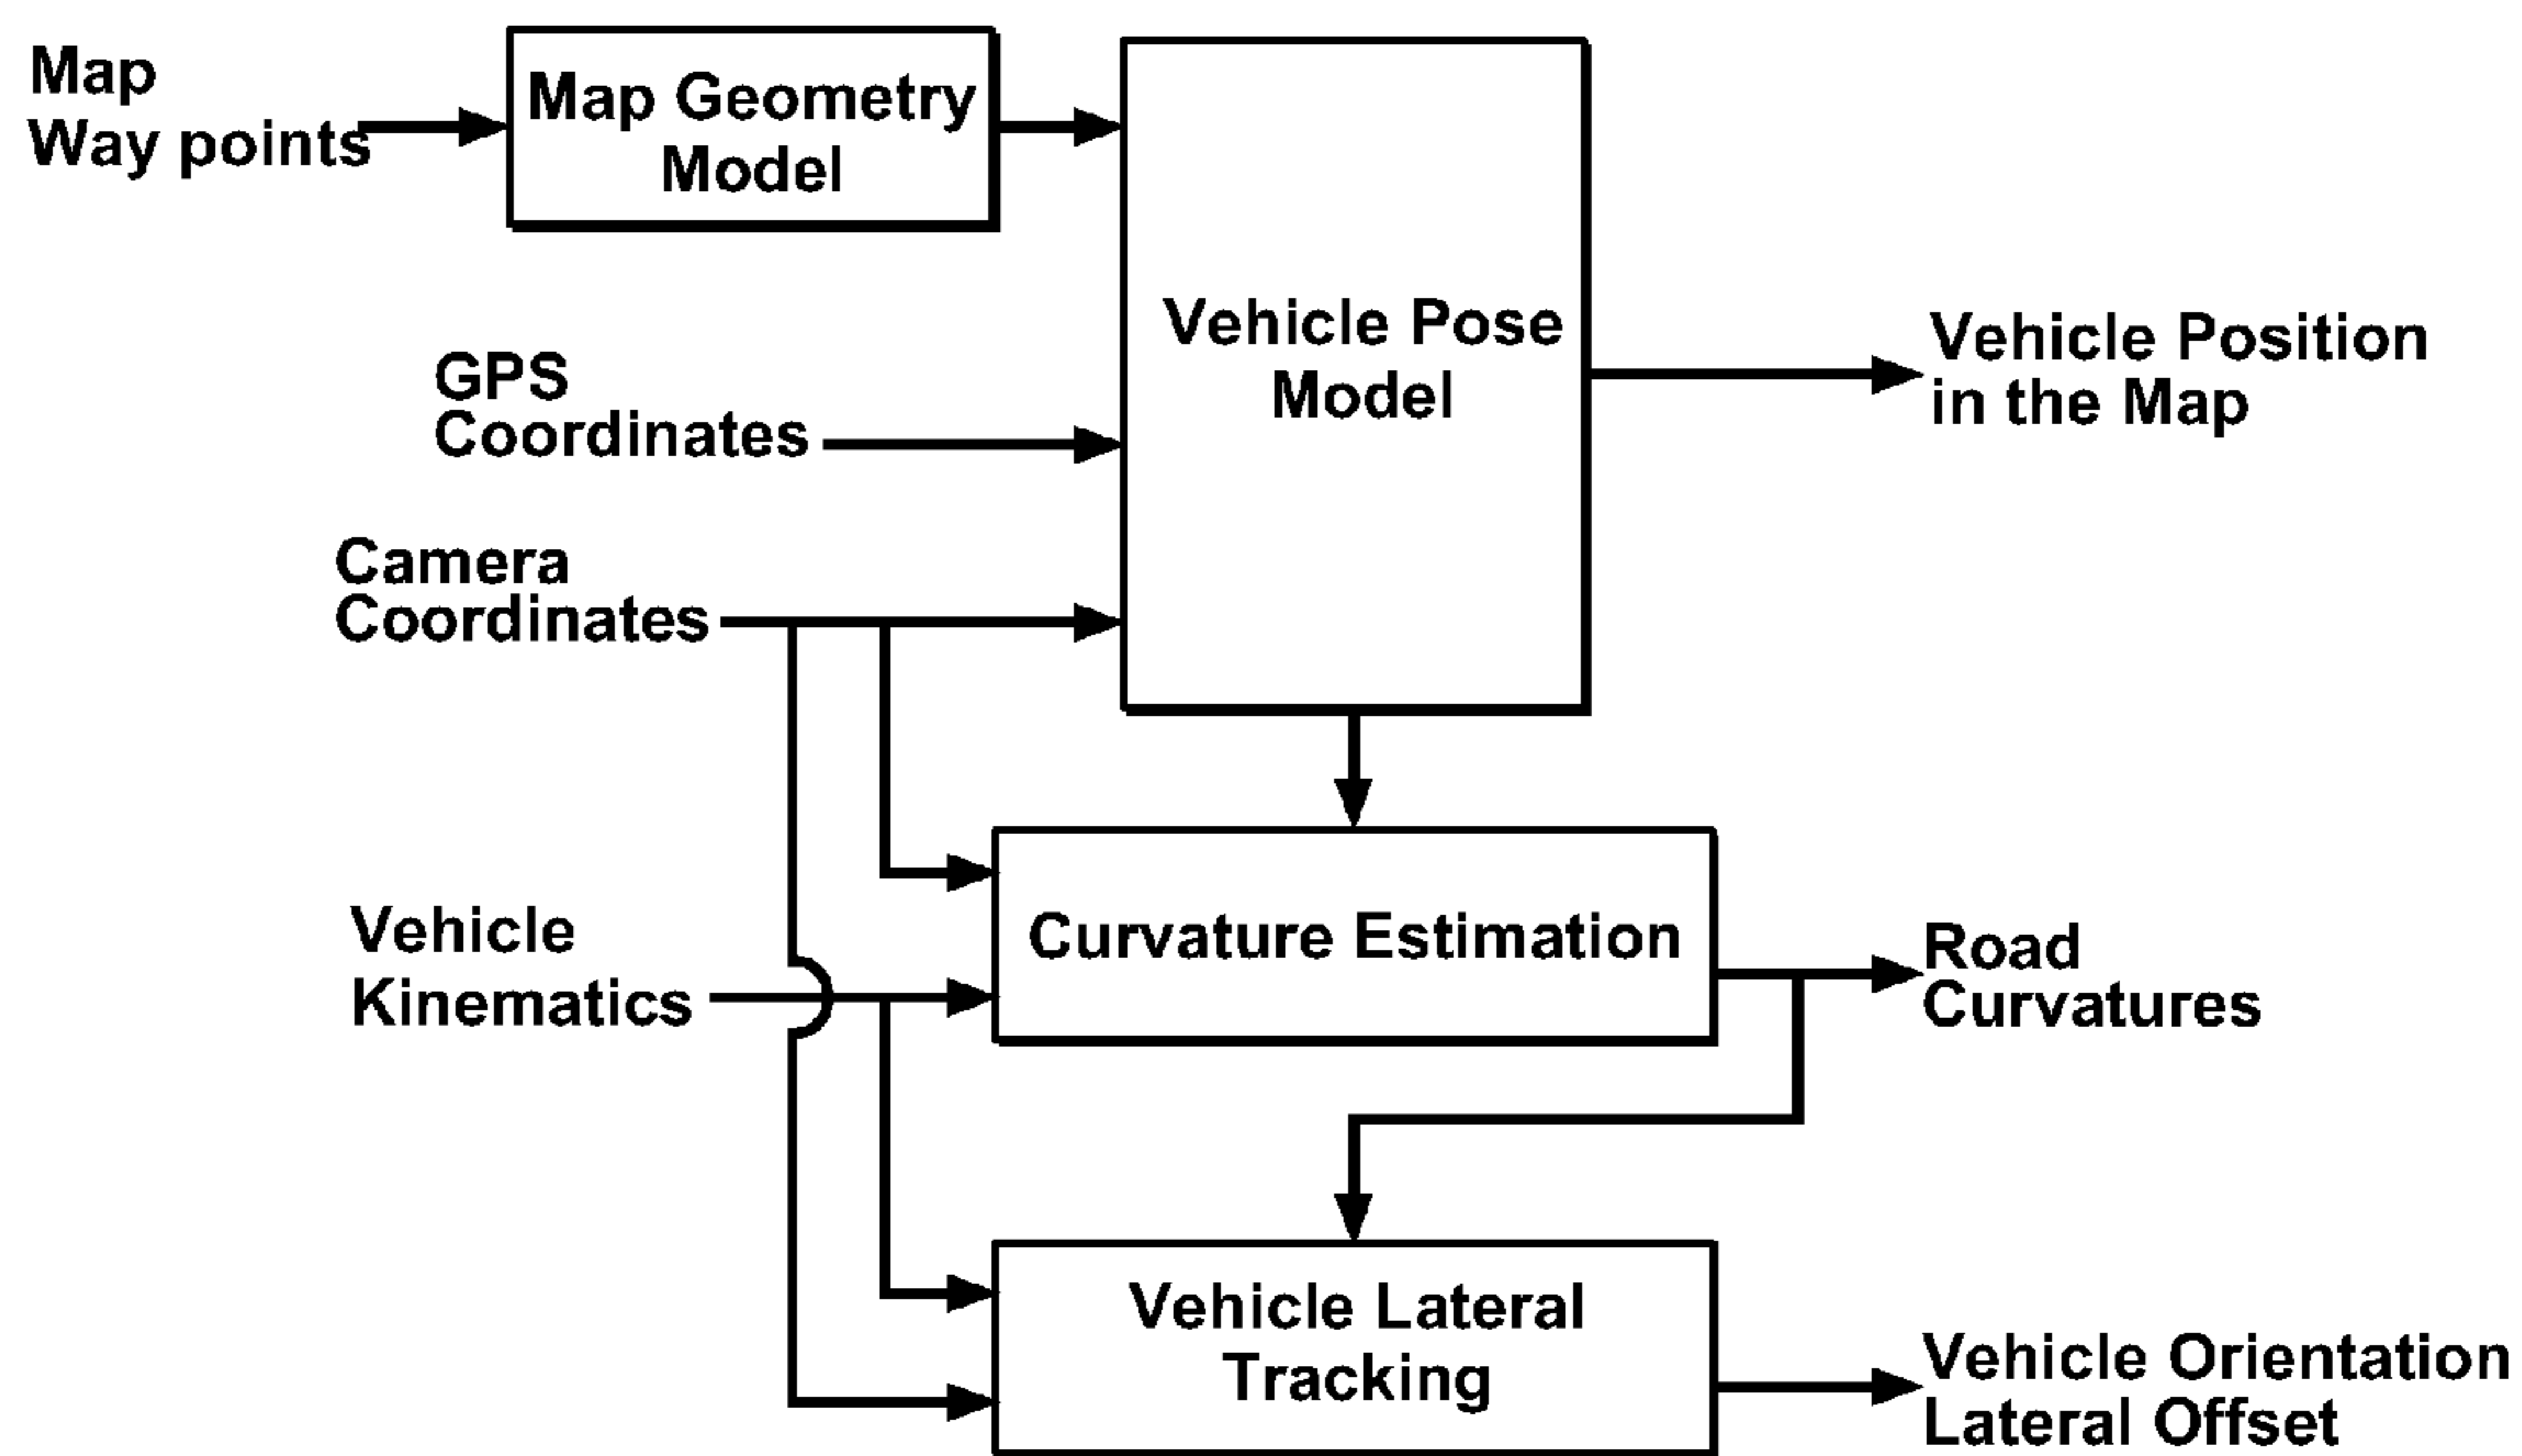 Map
Way points
Map Geometry
Model
Vehicle Pose
Model
GPS
Coordinates
Camera
Coordinates
Vehicle Position
in the Map
Vehicle
Kinematics
Curvature Estimation
Road
Curvatures
Vehicle Lateral
Tracking
Vehicle Orientation
Lateral Offset